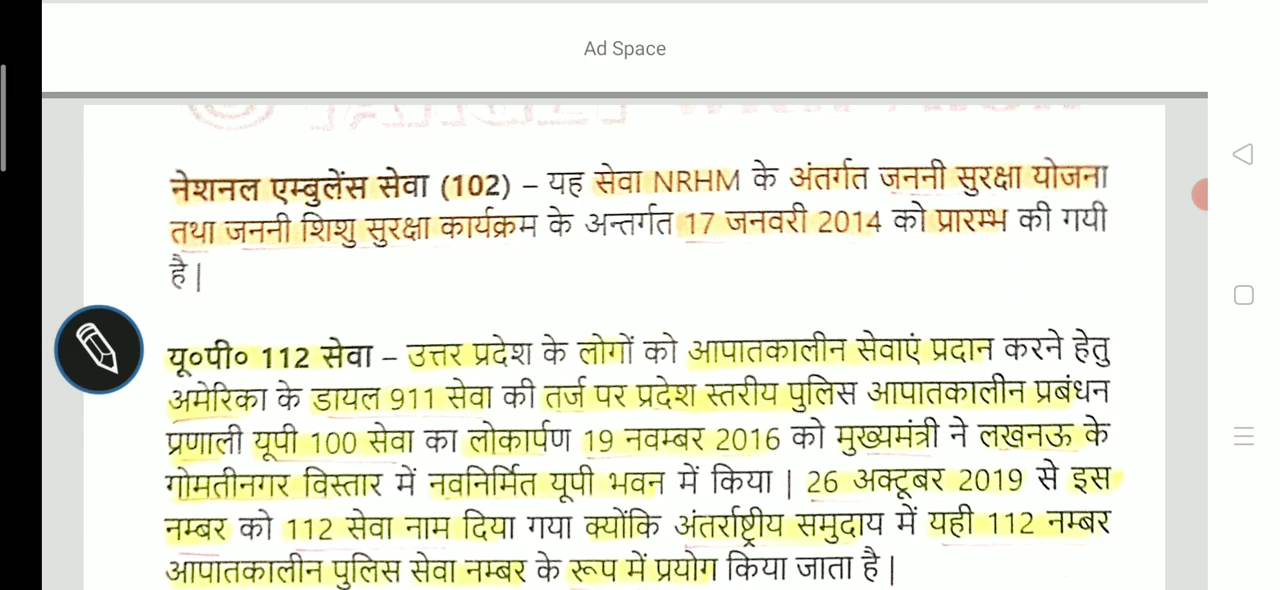 Ad Space
नेशनल एम्बुलेंस सेवा (102) – यह सेवा NRHM के अंतर्गत जननी सुरक्षा योजना
तथा जननी शिशु सुरक्षा कार्यक्रम के अन्तर्गत 17 जनवरी 2014 को प्रारम्भ की गयी
है|
यू०पी० 112 सेवा – उत्तर प्रदेश के लोगों को आपातकालीन सेवाएं प्रदान करने हेतु
अमेरिका के डायल 911 सेवा की तर्ज पर प्रदेश स्तरीय पुलिस आपातकालीन प्रबंधन
प्रणाली यूपी 100 सेवा का लोकार्पण 19 नवम्बर 2016 को मुख्यमंत्री ने लखनऊ के
गोमतीनगर विस्तार में नवनिर्मित यूपी भवन में किया | 26 अक्टूबर 2019 से इस
नम्बर को 112 सेवा नाम दिया गया क्योंकि अंतर्राष्ट्रीय समुदाय में यही 112 नम्बर
आपातकालीन पुलिस सेवा नम्बर के रूप में प्रयोग किया जाता है|